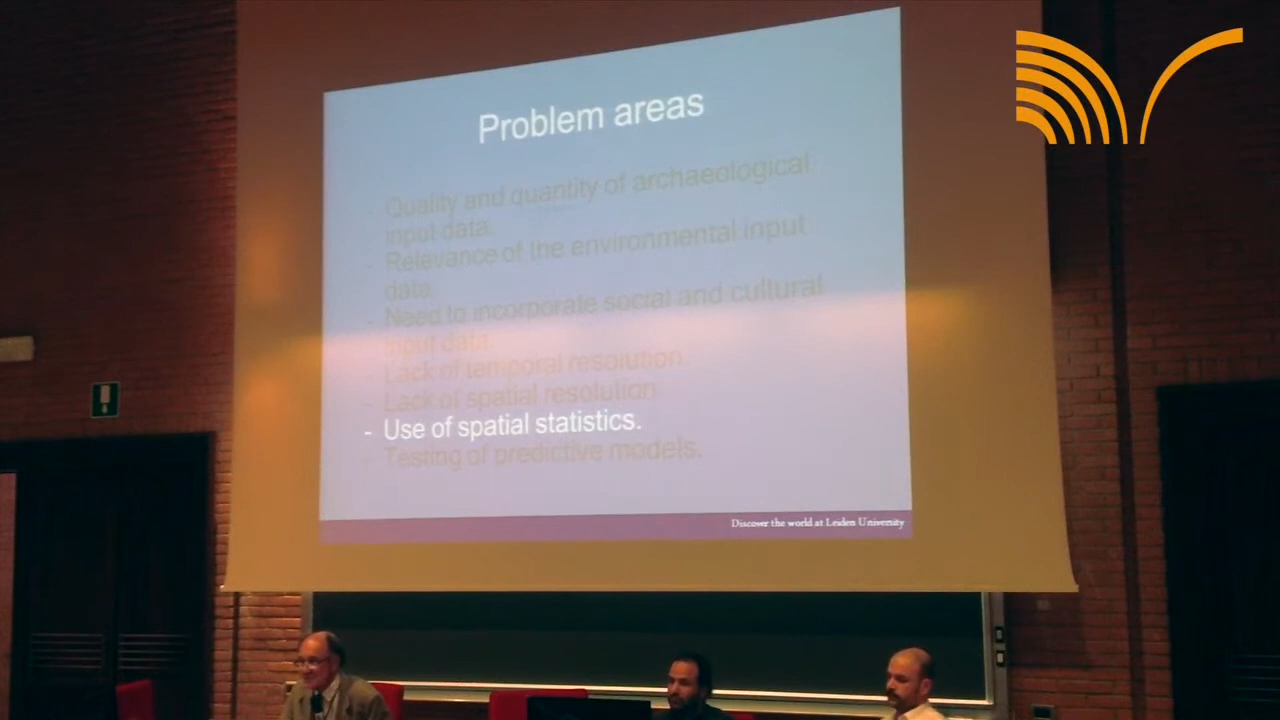 Problem areas
- Quality and quantity of archaeological
input data.
- Relevance of the environmental input
data.
- Need to incorporate social and cultural
input data.
- Lack of temporal resolution.
- Lack of spatial resolution.
- Use of spatial statistics.
- Testing of predictive models.
Discover the world at Leiden University